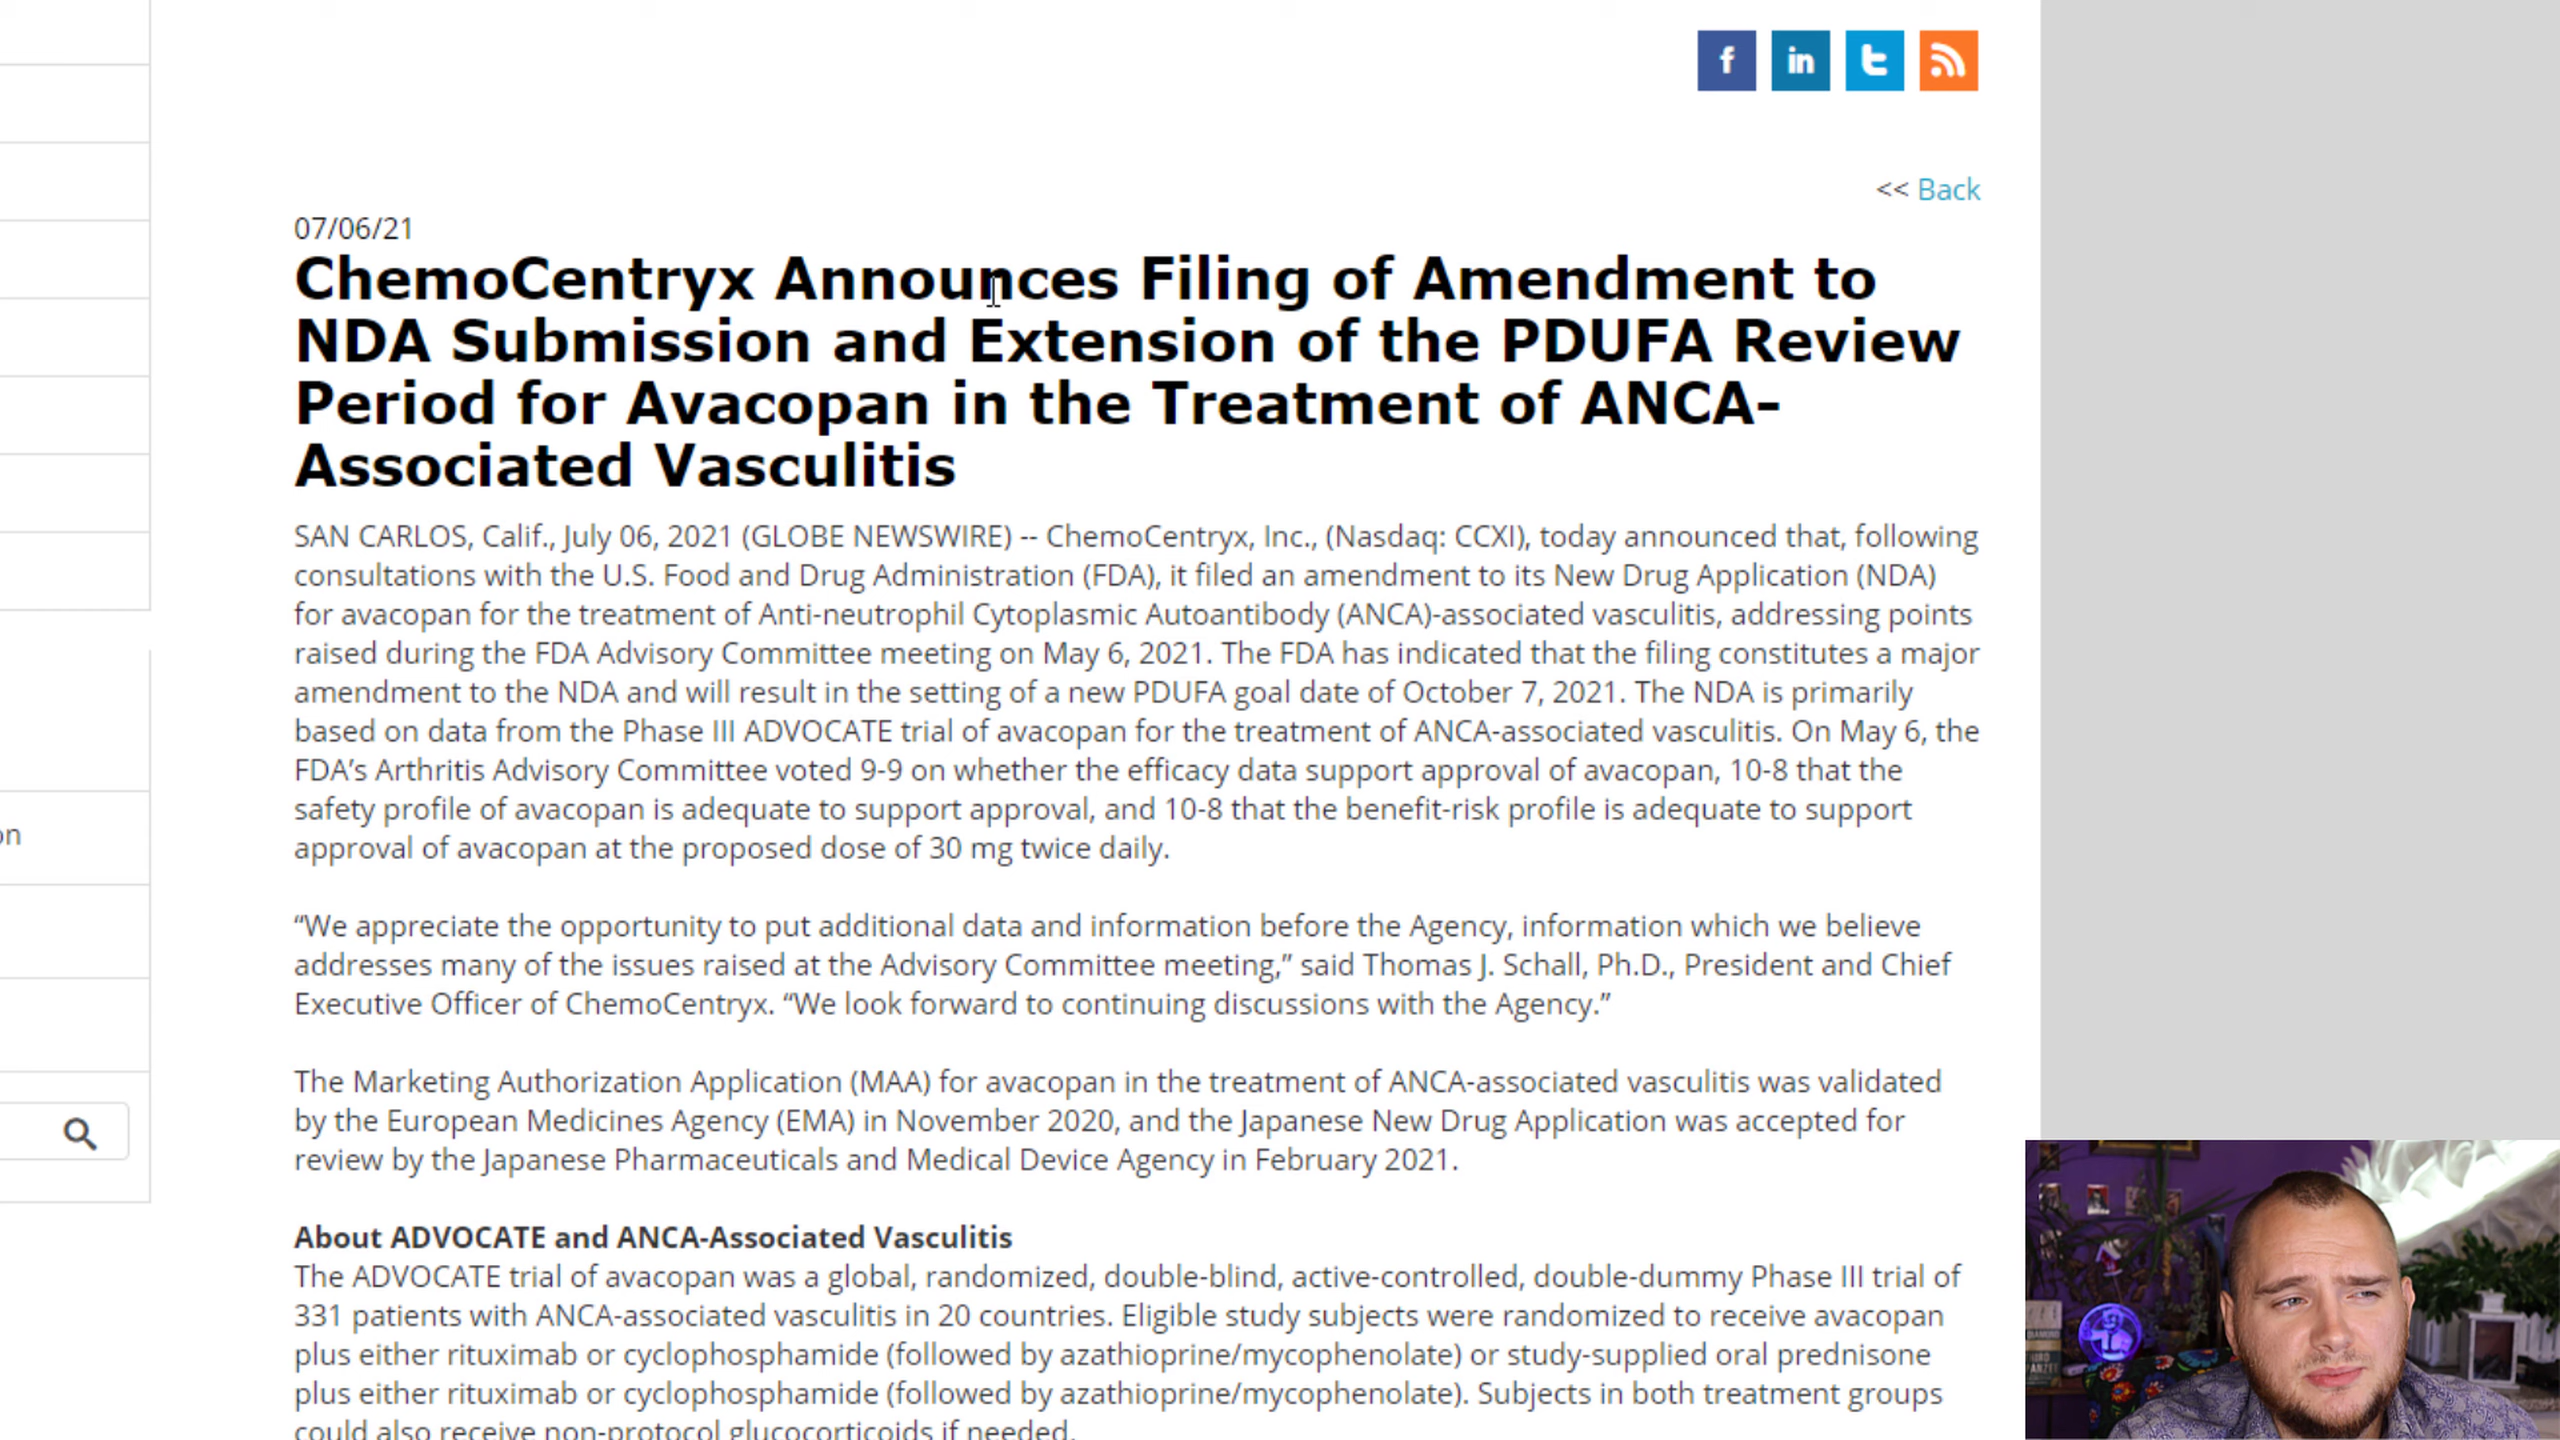 f in t
<< Back
07/06/21
ChemoCentryx Announces Filing of Amendment to
NDA Submission and Extension of the PDUFA Review
Period for Avacopan in the Treatment of ANCA-
Associated Vasculitis
SAN CARLOS, Calif., July 06, 2021 (GLOBE NEWSWIRE) -- ChemoCentryx, Inc., (Nasdaq: CCXI), today announced that, following
consultations with the U.S. Food and Drug Administration (FDA), it filed an amendment to its New Drug Application (NDA)
for avacopan for the treatment of Anti-neutrophil Cytoplasmic Autoantibody (ANCA)-associated vasculitis, addressing points
raised during the FDA Advisory Committee meeting on May 6, 2021. The FDA has indicated that the filing constitutes a major
amendment to the NDA and will result in the setting of a new PDUFA goal date of October 7, 2021. The NDA is primarily
based on data from the Phase III ADVOCATE trial of avacopan for the treatment of ANCA-associated vasculitis. On May 6, the
FDA’s Arthritis Advisory Committee voted 9-9 on whether the efficacy data support approval of avacopan, 10-8 that the
safety profile of avacopan is adequate to support approval, and 10-8 that the benefit-risk profile is adequate to support
on
approval of avacopan at the proposed dose of 30 mg twice daily.
“We appreciate the opportunity to put additional data and information before the Agency, information which we believe
addresses many of the issues raised at the Advisory Committee meeting,” said Thomas J. Schall, Ph.D., President and Chief
Executive Officer of ChemoCentryx. “We look forward to continuing discussions with the Agency.”
The Marketing Authorization Application (MAA) for avacopan in the treatment of ANCA-associated vasculitis was validated
by the European Medicines Agency (EMA) in November 2020, and the Japanese New Drug Application was accepted for
review by the Japanese Pharmaceuticals and Medical Device Agency in February 2021.
About ADVOCATE and ANCA-Associated Vasculitis
The ADVOCATE trial of avacopan was a global, randomized, double-blind, active-controlled, double-dummy Phase III trial of
331 patients with ANCA-associated vasculitis in 20 countries. Eligible study subjects were randomized to receive avacopan
plus either rituximab or cyclophosphamide (followed by azathioprine/mycophenolate) or study-supplied oral prednisone
plus either rituximab or cyclophosphamide (followed by azathioprine/mycophenolate). Subjects in both treatment groups
could also receive non-protocol glucocorticoids if needed.